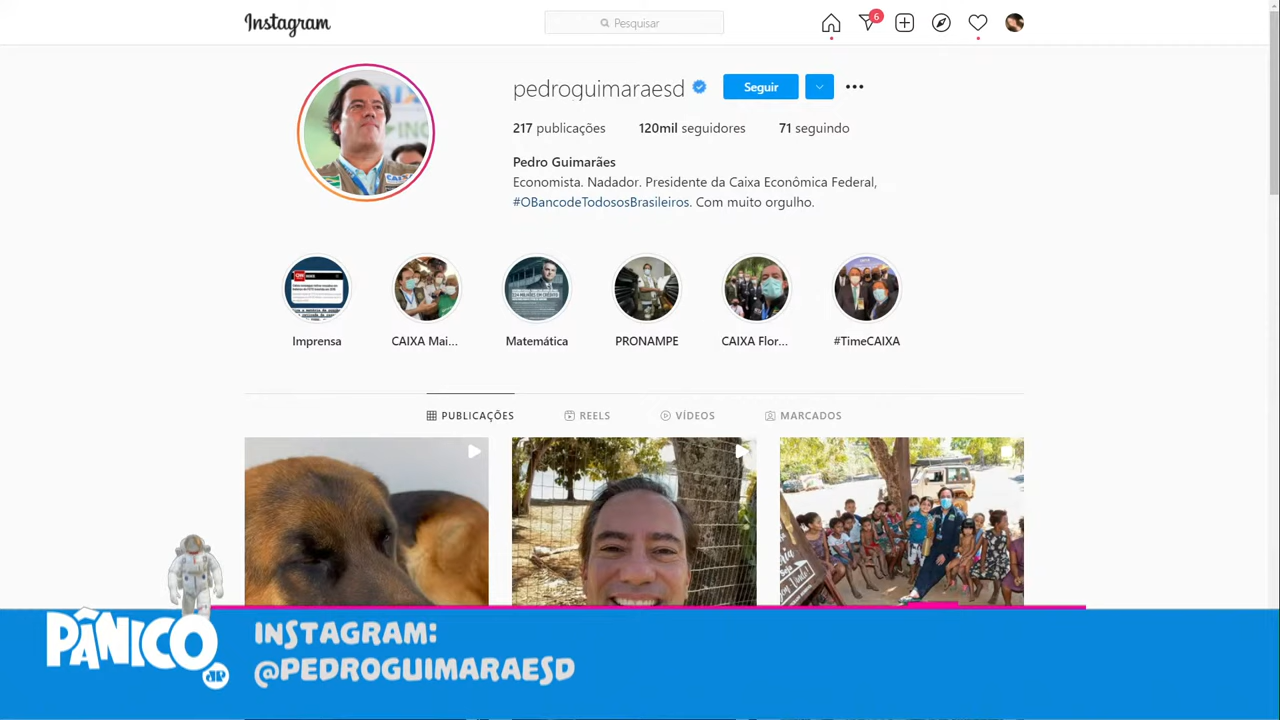 Instagram
Pesquisar
6
pedroguimaraesd
Seguir
217 publicações 120mil seguidores 71 seguindo
Pedro Guimarães
Economista. Nadador. Presidente da Caixa Econômica Federal,
#OBancodeTodososBrasileiros. Com muito orgulho.
Imprensa CAIXA Mai... Matemática PRONAMPE CAIXA Flor... #TimeCAIXA
PUBLICAÇÕES REELS VÍDEOS MARCADOS
PÂNICO
JP
INSTAGRAM:
@PEDROGUIMARAESD